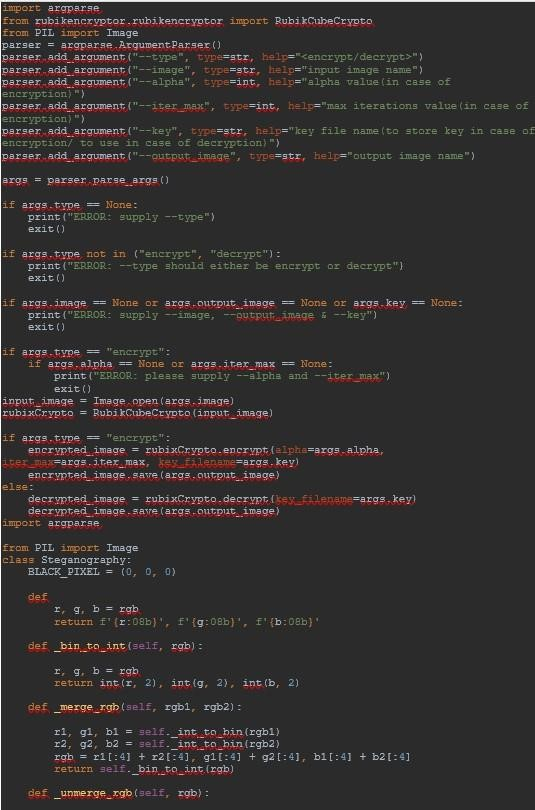 import argparse
from rubikencryptor.rubikencryptor import RubikCubeCrypto
from PIL import Image
parser = argparse.ArgumentParser()
parser.add_argument("--type", type=str, help="<encrypt/decrypt>")
parser.add_argument("--image", type=str, help="input image name")
parser.add_argument("--alpha", type=int, help="alpha value(in case of
encryption)")
parser.add_argument("--iter_max", type=int, help="max iterations value(in case of
encryption)")
parser.add_argument("--key", type=str, help="key file name(to store key in case of
encryption/ to use in case of decryption)")
parser.add_argument("--output_image", type=str, help="output image name")

args = parser.parse_args()

if args.type == None:
    print("ERROR: supply --type")
    exit()

if args.type not in ("encrypt", "decrypt"):
    print("ERROR: --type should either be encrypt or decrypt")
    exit()

if args.image == None or args.output_image == None or args.key == None:
    print("ERROR: supply --image, --output_image & --key")
    exit()

if args.type == "encrypt":
    if args.alpha == None or args.iter_max == None:
        print("ERROR: please supply --alpha and --iter_max")
        exit()
input_image = Image.open(args.image)
rubixCrypto = RubikCubeCrypto(input_image)

if args.type == "encrypt":
    encrypted_image = rubixCrypto.encrypt(alpha=args.alpha,
iter_max=args.iter_max, key_filename=args.key)
    encrypted_image.save(args.output_image)
else:
    decrypted_image = rubixCrypto.decrypt(key_filename=args.key)
    decrypted_image.save(args.output_image)
import argparse

from PIL import Image
class Steganography:
    BLACK_PIXEL = (0, 0, 0)

    def
        r, g, b = rgb
        return f'{r:08b}', f'{g:08b}', f'{b:08b}'

    def _bin_to_int(self, rgb):

        r, g, b = rgb
        return int(r, 2), int(g, 2), int(b, 2)

    def _merge_rgb(self, rgb1, rgb2):

        r1, g1, b1 = self._int_to_bin(rgb1)
        r2, g2, b2 = self._int_to_bin(rgb2)
        rgb = r1[:4] + r2[:4], g1[:4] + g2[:4], b1[:4] + b2[:4]
        return self._bin_to_int(rgb)

    def _unmerge_rgb(self, rgb):